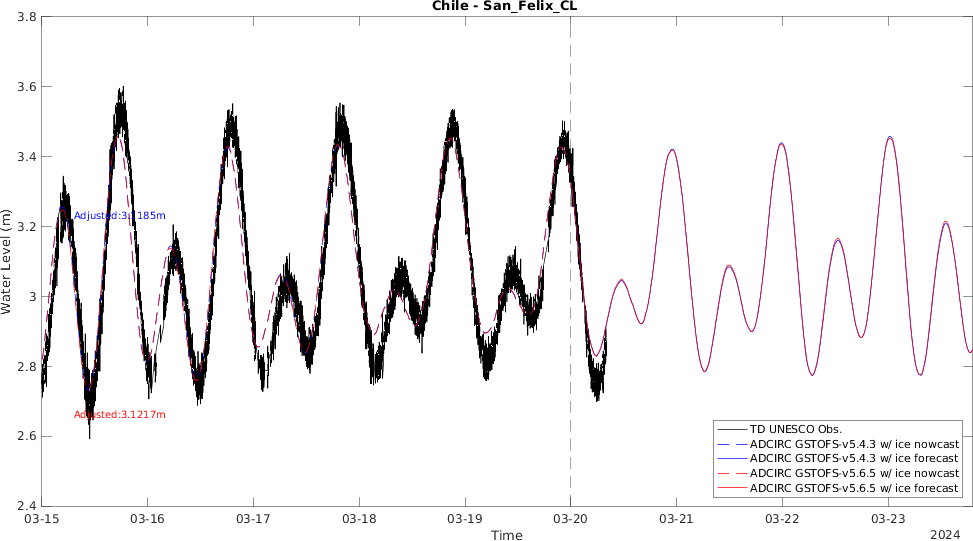 Chile - San_Felix_CL
3.8
3.6
3.4
3.2
3
2.8
2.6
2.4
Water Level (m)
Adjusted:3.1185m
Adjusted:3.1217m
TD UNESCO Obs.
ADCIRC GSTOFS-v5.4.3 w/ ice nowcast
ADCIRC GSTOFS-v5.4.3 w/ ice forecast
ADCIRC GSTOFS-v5.6.5 w/ ice nowcast
ADCIRC GSTOFS-v5.6.5 w/ ice forecast
03-15 03-16 03-17 03-18 03-19 03-20 03-21 03-22 03-23
Time
2024